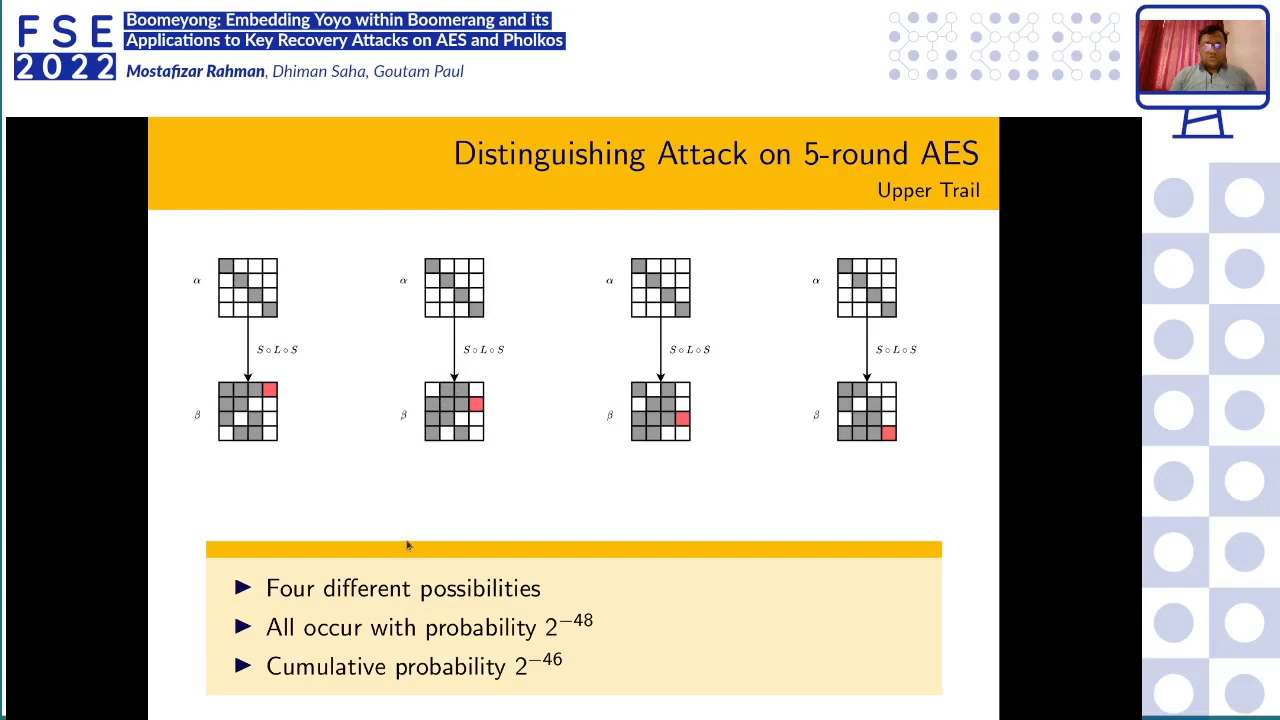 FSE
2022
Boomeyong: Embedding Yoyo within Boomerang and its
Applications to Key Recovery Attacks on AES and Pholkos
Mostafizar Rahman, Dhiman Saha, Goutam Paul
Distinguishing Attack on 5-round AES
Upper Trail
α α α α
S∘L∘S S∘L∘S S∘L∘S S∘L∘S
β β β β
▶ Four different possibilities
▶ All occur with probability 2⁻⁴⁸
▶ Cumulative probability 2⁻⁴⁶